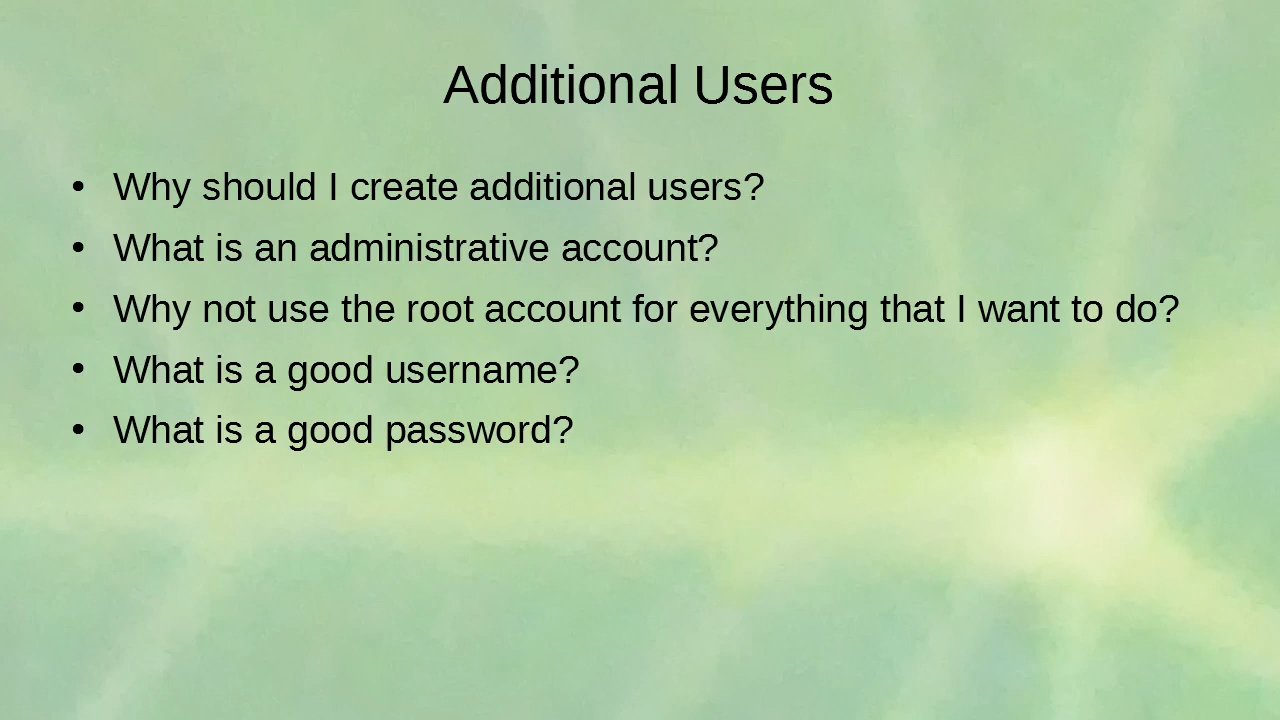 Additional Users
• Why should I create additional users?
• What is an administrative account?
• Why not use the root account for everything that I want to do?
• What is a good username?
• What is a good password?